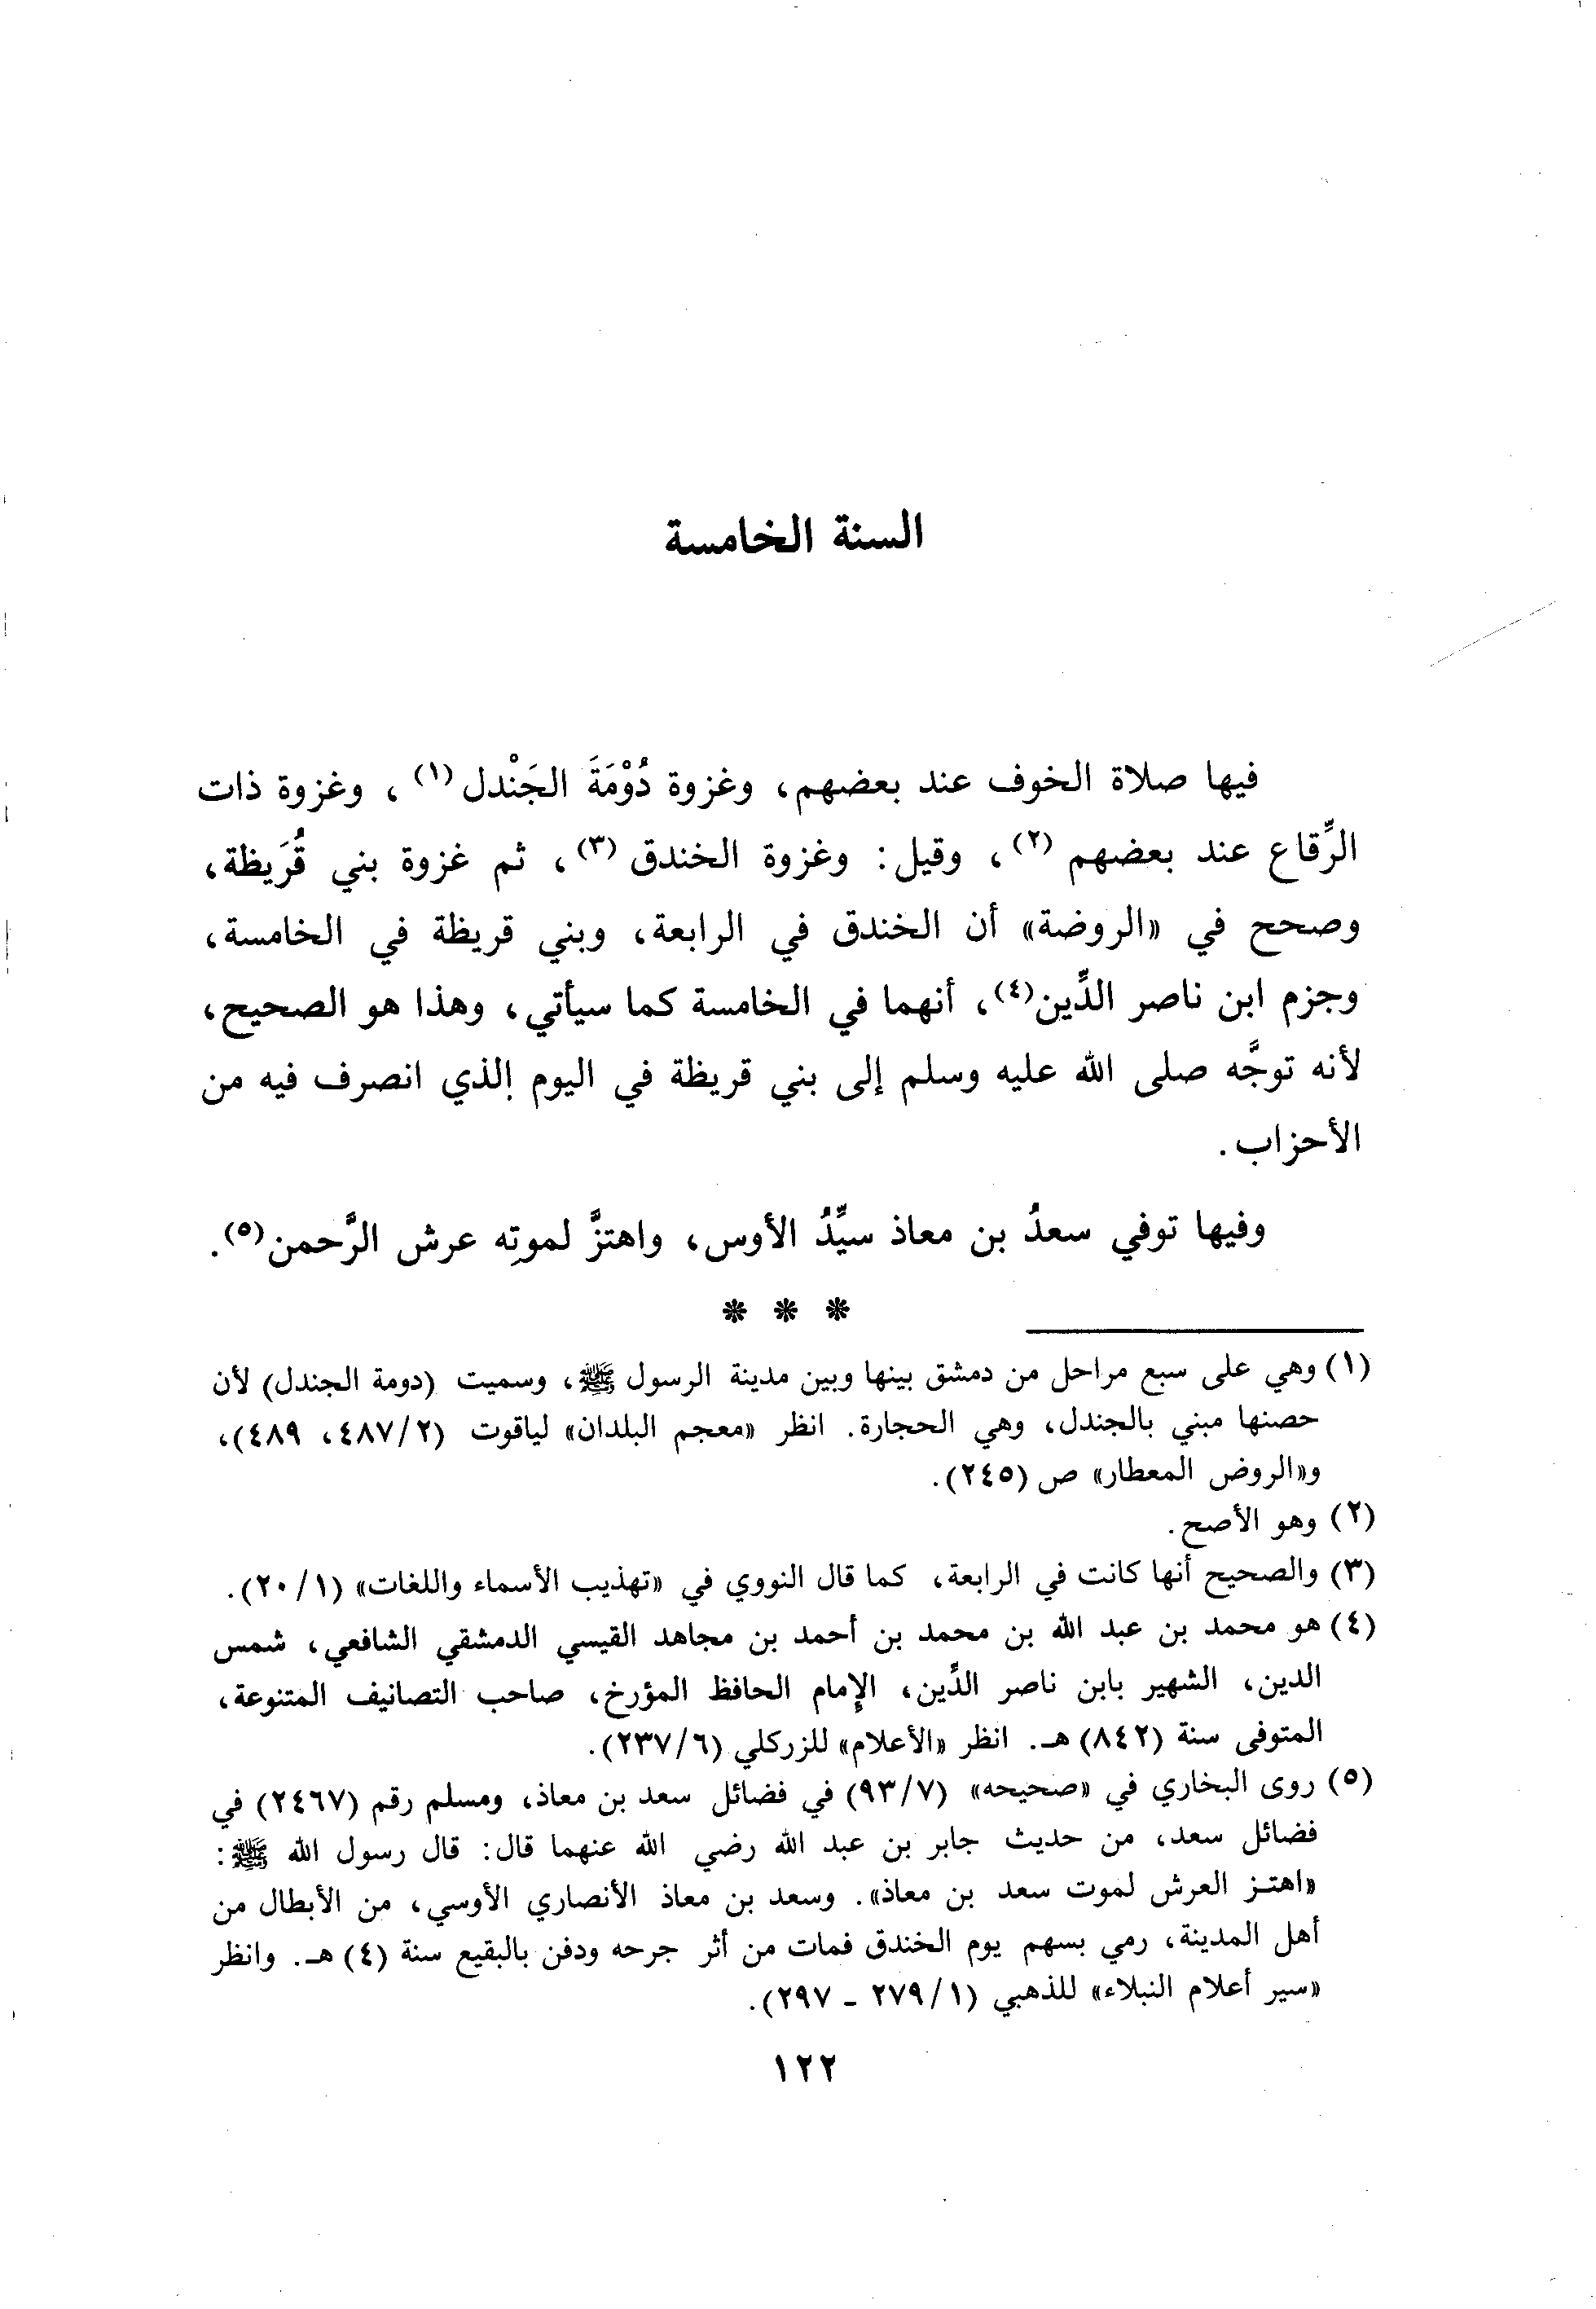 السنة الخامسة
فيها صلاة الخوف عند بعضهم، وغزوة دُوْمَةَ الجَنْدل (١) ، وغزوة ذات
الرِّقاع عند بعضهم (٢)، وقيل: وغزوة الخندق (٣)، ثم غزوة بني قُرَيظة،
وصحح في «الروضة» أن الخندق في الرابعة، وبني قريظة في الخامسة،
وجزم ابن ناصر الدِّين(٤)، أنهما في الخامسة كما سيأتي، وهذا هو الصحيح،
لأنه توجَّه صلى الله عليه وسلم إلى بني قريظة في اليوم الذي انصرف فيه من
الأحزاب.
وفيها توفي سعدُ بن معاذ سيِّدُ الأوس، واهتزَّ لموتِه عرش الرَّحمن(٥).
* * *
(١) وهي على سبع مراحل من دمشق بينها وبين مدينة الرسول ﷺ، وسميت (دومة الجندل) لأن
حصنها مبني بالجندل، وهي الحجارة. انظر «معجم البلدان» لياقوت (٤٨٧/٢، ٤٨٩)،
و«الروض المعطار» ص (٢٤٥).
(٢) وهو الأصح.
(٣) والصحيح أنها كانت في الرابعة، كما قال النووي في «تهذيب الأسماء واللغات» (٢٠/١).
(٤) هو محمد بن عبد الله بن محمد بن أحمد بن مجاهد القيسي الدمشقي الشافعي، شمس
الدين، الشهير بابن ناصر الدِّين، الإمام الحافظ المؤرخ، صاحب التصانيف المتنوعة،
المتوفى سنة (٨٤٢) هـ. انظر «الأعلام» للزركلي (٢٣٧/٦).
(٥) روى البخاري في «صحيحه» (٩٣/٧) في فضائل سعد بن معاذ، ومسلم رقم (٢٤٦٧) في
فضائل سعد، من حديث جابر بن عبد الله رضي الله عنهما قال: قال رسول الله ﷺ:
«اهتز العرش لموت سعد بن معاذ». وسعد بن معاذ الأنصاري الأوسي، من الأبطال من
أهل المدينة، رمي بسهم يوم الخندق فمات من أثر جرحه ودفن بالبقيع سنة (٤) هـ. وانظر
«سير أعلام النبلاء» للذهبي (٢٧٩/١ - ٢٩٧).
١٢٢